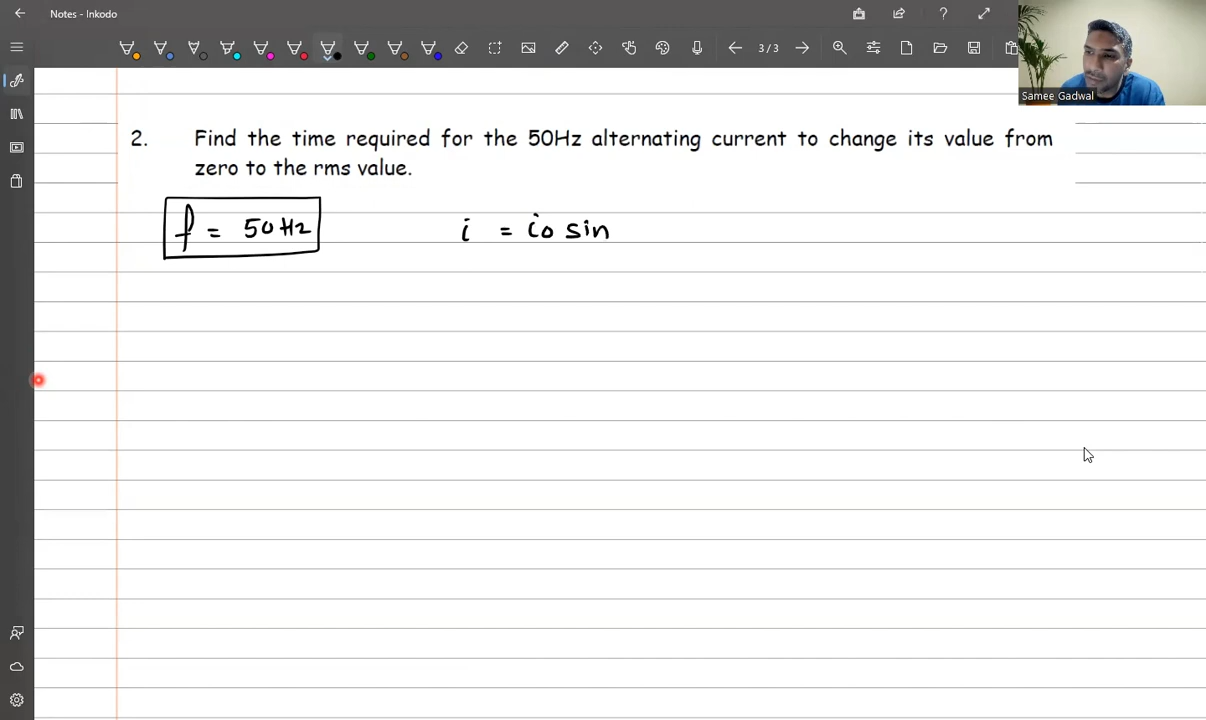 Notes - Inkodo
3/3
Samee Gadwal
2. Find the time required for the 50Hz alternating current to change its value from
zero to the rms value.
f = 50Hz
i = io sin